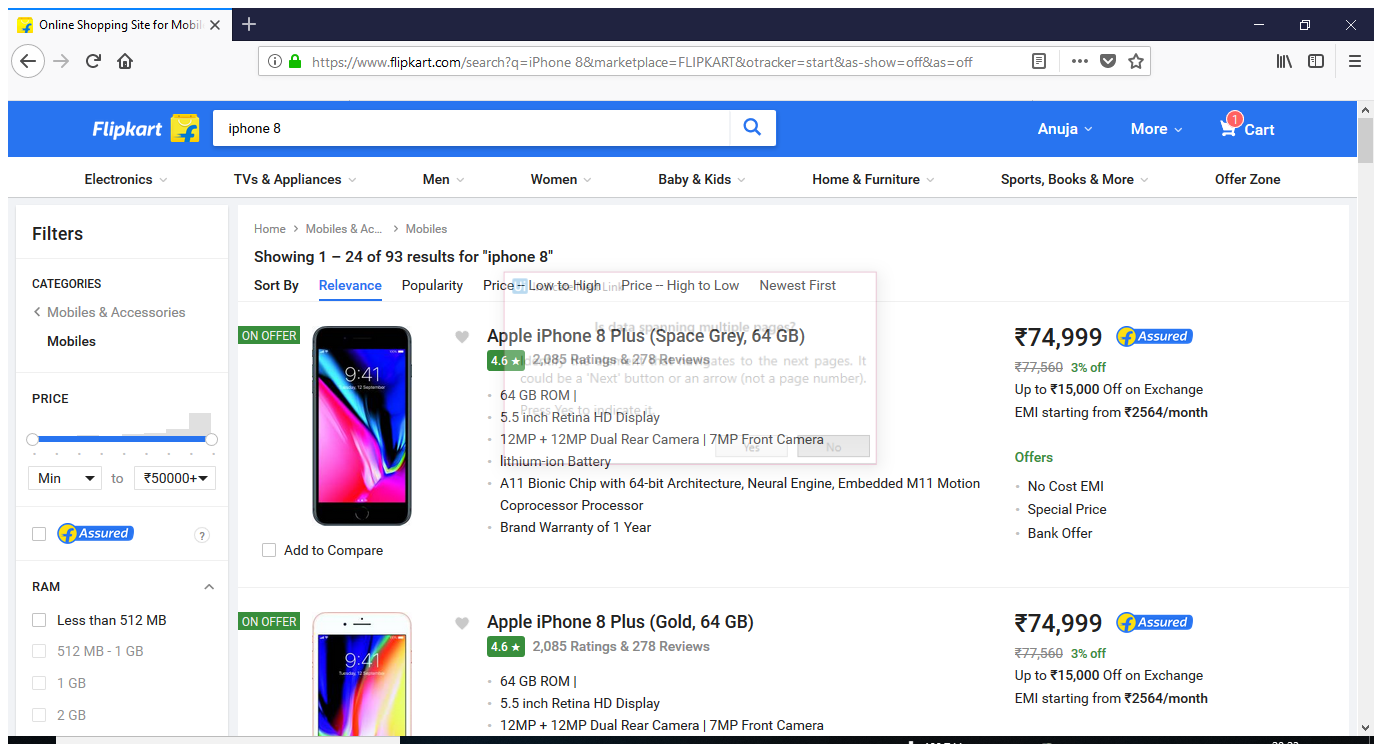 Online Shopping Site for Mobil
https://www.flipkart.com/search?q=iPhone 8&marketplace=FLIPKART&otracker=start&as-show=off&as=off
Flipkart
iphone 8
Anuja
More
1
Cart
Electronics
TVs & Appliances
Men
Women
Baby & Kids
Home & Furniture
Sports, Books & More
Offer Zone
Filters
CATEGORIES
Mobiles & Accessories
Mobiles
PRICE
Min
to
₹50000+
Assured
?
RAM
Less than 512 MB
512 MB - 1 GB
1 GB
2 GB
Home > Mobiles & Ac... > Mobiles
Showing 1 – 24 of 93 results for "iphone 8"
Sort By Relevance Popularity Price -- Low to High Price -- High to Low Newest First
Is data spanning multiple pages?
navigates to the next pages. It
could be a 'Next' button or an arrow (not a page number).
Press Yes to indicate it.
Yes
No
ON OFFER
9:41
Tuesday, 12 September
Add to Compare
Apple iPhone 8 Plus (Space Grey, 64 GB)
4.6 ★ 2,085 Ratings & 278 Reviews
64 GB ROM |
5.5 inch Retina HD Display
12MP + 12MP Dual Rear Camera | 7MP Front Camera
lithium-ion Battery
A11 Bionic Chip with 64-bit Architecture, Neural Engine, Embedded M11 Motion
Coprocessor Processor
Brand Warranty of 1 Year
₹74,999
Assured
₹77,560 3% off
Up to ₹15,000 Off on Exchange
EMI starting from ₹2564/month
Offers
No Cost EMI
Special Price
Bank Offer
ON OFFER
9:41
Tuesday, 12 September
Apple iPhone 8 Plus (Gold, 64 GB)
4.6 ★ 2,085 Ratings & 278 Reviews
64 GB ROM |
5.5 inch Retina HD Display
12MP + 12MP Dual Rear Camera | 7MP Front Camera
₹74,999
Assured
₹77,560 3% off
Up to ₹15,000 Off on Exchange
EMI starting from ₹2564/month